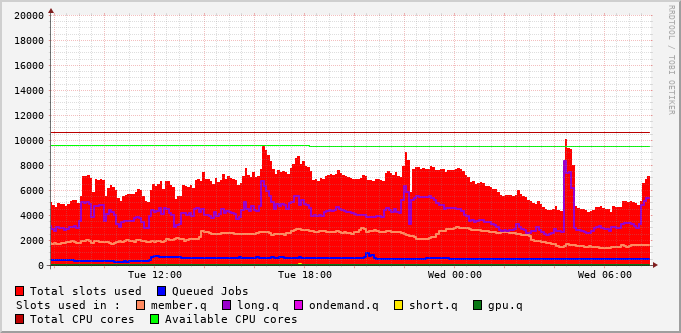 RRDTOOL / TOBI OETIKER
20000
18000
16000
14000
12000
10000
8000
6000
4000
2000
0
Tue 12:00 Tue 18:00 Wed 00:00 Wed 06:00
Total slots used Queued Jobs
Slots used in : member.q long.q ondemand.q short.q gpu.q
Total CPU cores Available CPU cores